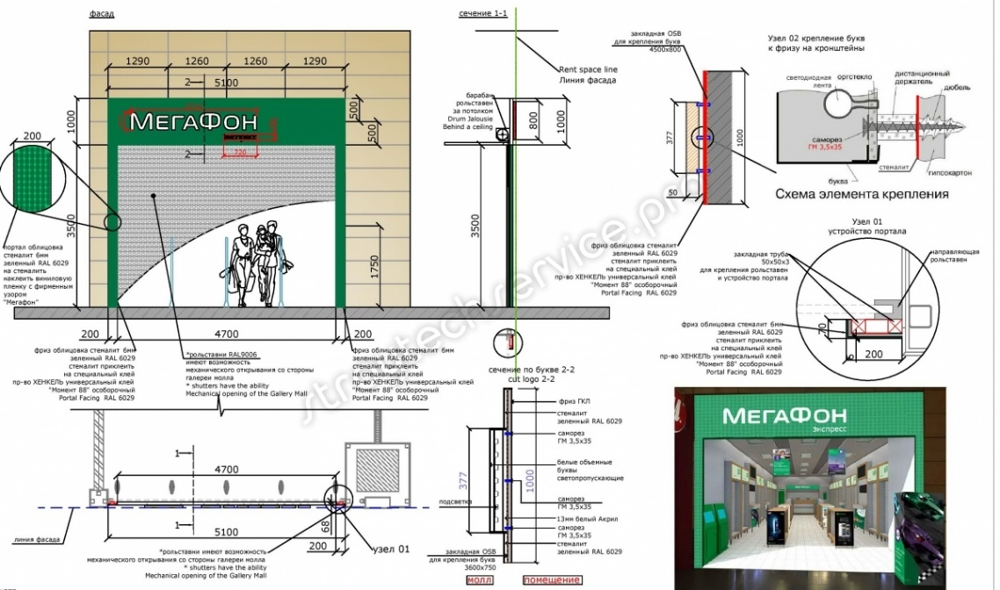 фасад
1290
1260
1260
1290
2
5100
МЕГАФОН
1000
500
500
200
2
720
3500
портал облицовка
стемалит 6мм
зеленный RAL 6029
на стемалить
наклеить виниловую
пленку с фирменным
узором
"Мегафон"
1750
200
4700
200
фриз облицовка стемалит 6мм
зеленный RAL 6029
стемалит приклеить
на специальный клей
пр-во ХЕНКЕЛЬ универсальный клей
"Момент 88" особорочный
Portal Facing RAL 6029
*рольставни RAL9006
имеют возможность
механического открывания со стороны
галереи молла
* shutters have the ability
Mechanical opening of the Gallery Mall
фриз облицовка стемалит 6мм
зеленный RAL 6029
стемалит приклеить
на специальный клей
пр-во ХЕНКЕЛЬ универсальный клей
"Момент 88" особорочный
Portal Facing RAL 6029
сечение 1-1
Rent space line
Линия фасада
барабан
рольставен
за потолком
Drum Jalousie
Behind a ceiling
800
1000
3500
закладная OSB
для крепления букв
4500х800
377
1000
50
фриз облицовка стемалит
зеленный RAL 6029
стемалит приклеить
на специальный клей
пр-во ХЕНКЕЛЬ универсальный клей
"Момент 88" особорочный
Portal Facing RAL 6029
Узел 02 крепление букв
к фризу на кронштейны
светодиодная
лента
оргстекло
дистанционный
держатель
дюбель
саморез
ГМ 3,5х35
стемалит
буква
гипсокартон
Схема элемента крепления
Узел 01
устройство портала
закладная труба
50х50х3
для крепления рольставен
и устройство портала
направляющая
рольставен
фриз облицовка стемалит 6мм
зеленный RAL 6029
стемалит приклеить
на специальный клей
пр-во ХЕНКЕЛЬ универсальный клей
"Момент 88" особорочный
Portal Facing RAL 6029
70
6
200
1
4700
1
5100
68
200
линия фасада
узел 01
*рольставни имеют возможность
механического открывания со стороны галереи молла
* shutters have the ability
Mechanical opening of the Gallery Mall
сечение по букве 2-2
cut logo 2-2
фриз ГКЛ
стемалит
зеленный RAL 6029
саморез
ГМ 3,5х35
белые объемные
буквы
светопропускающие
377
1000
подсветка
саморез
ГМ 3,5х35
13мм белый Акрил
саморез
ГМ 3,5х35
стемалит
зеленный RAL 6029
закладная OSB
для крепления букв
3600х750
молл
помещение
МЕГАФОН
экспресс
stroytechservice.pro